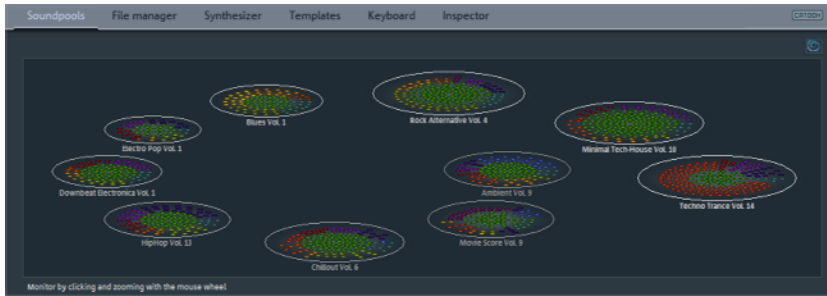 Soundpools File manager Synthesizer Templates Keyboard Inspector
Blues Vol. 1
Rock Alternative Vol. 4
Electro Pop Vol. 1
Minimal Tech-House Vol. 10
Downbeat Electronica Vol. 1
Ambient Vol. 9
Techno Trance Vol. 14
HipHop Vol. 13
Movie Score Vol. 9
Chillout Vol. 6
Monitor by clicking and zooming with the mouse wheel